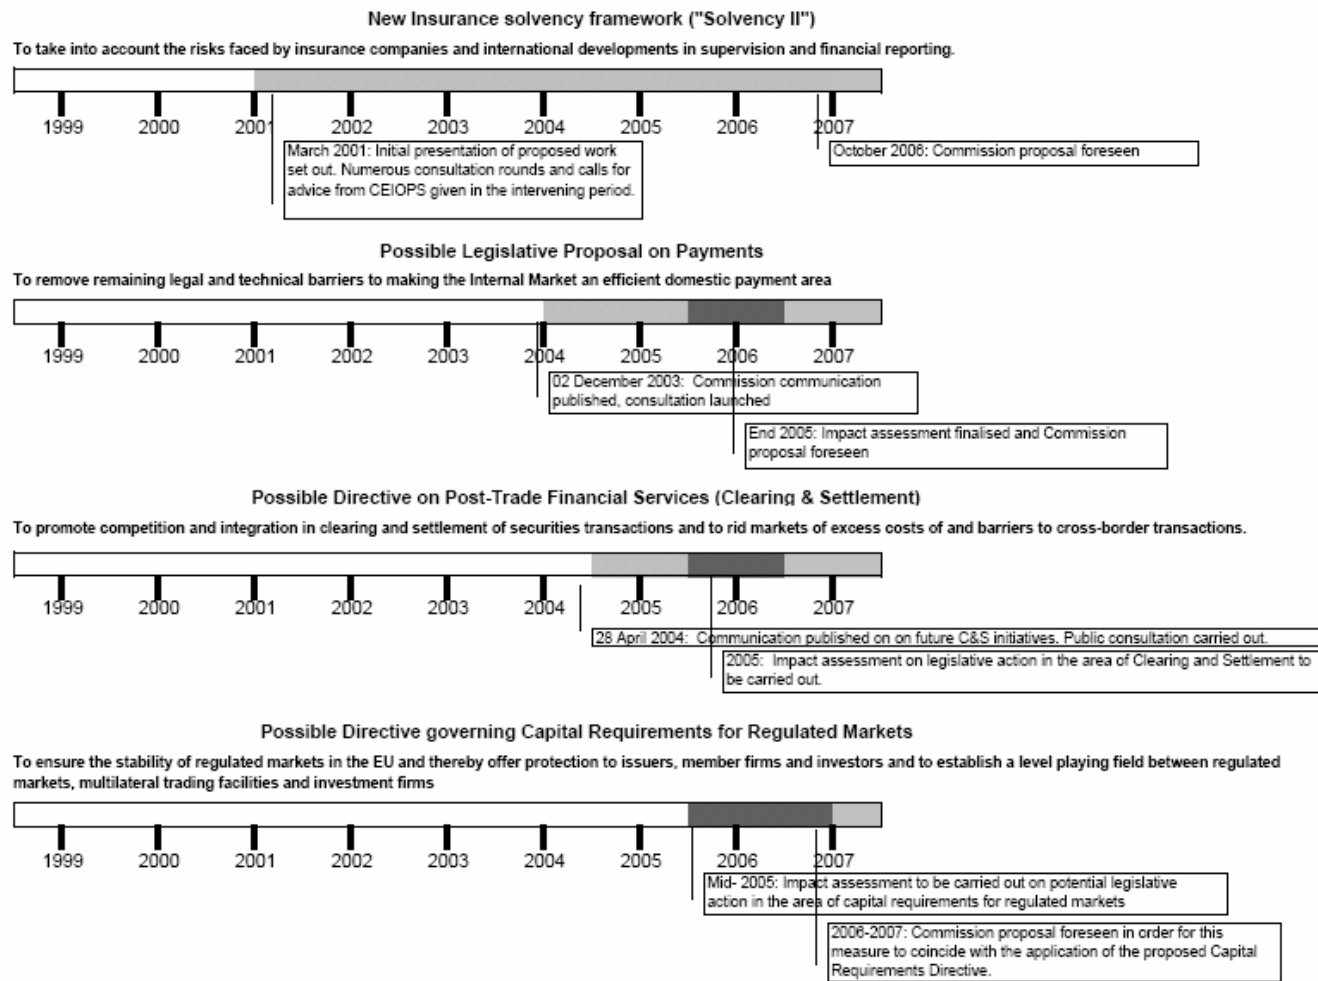 New Insurance solvency framework ("Solvency II")
To take into account the risks faced by insurance companies and international developments in supervision and financial reporting.
1999 2000 2001 2002 2003 2004 2005 2006 2007
March 2001: Initial presentation of proposed work
set out. Numerous consultation rounds and calls for
advice from CEIOPS given in the intervening period.
October 2006: Commission proposal foreseen
Possible Legislative Proposal on Payments
To remove remaining legal and technical barriers to making the Internal Market an efficient domestic payment area
1999 2000 2001 2002 2003 2004 2005 2006 2007
02 December 2003: Commission communication
published, consultation launched
End 2005: Impact assessment finalised and Commission
proposal foreseen
Possible Directive on Post-Trade Financial Services (Clearing & Settlement)
To promote competition and integration in clearing and settlement of securities transactions and to rid markets of excess costs of and barriers to cross-border transactions.
1999 2000 2001 2002 2003 2004 2005 2006 2007
28 April 2004: Communication published on on future C&S initiatives. Public consultation carried out.
2005: Impact assessment on legislative action in the area of Clearing and Settlement to
be carried out.
Possible Directive governing Capital Requirements for Regulated Markets
To ensure the stability of regulated markets in the EU and thereby offer protection to issuers, member firms and investors and to establish a level playing field between regulated
markets, multilateral trading facilities and investment firms
1999 2000 2001 2002 2003 2004 2005 2006 2007
Mid- 2005: Impact assessment to be carried out on potential legislative
action in the area of capital requirements for regulated markets
2006-2007: Commission proposal foreseen in order for this
measure to coincide with the application of the proposed Capital
Requirements Directive.